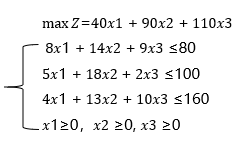 max Z=40x1 + 90x2 + 110x3
8x1 + 14x2 + 9x3 ≤80
5x1 + 18x2 + 2x3 ≤100
4x1 + 13x2 + 10x3 ≤160
x1≥0, x2 ≥0, x3 ≥0